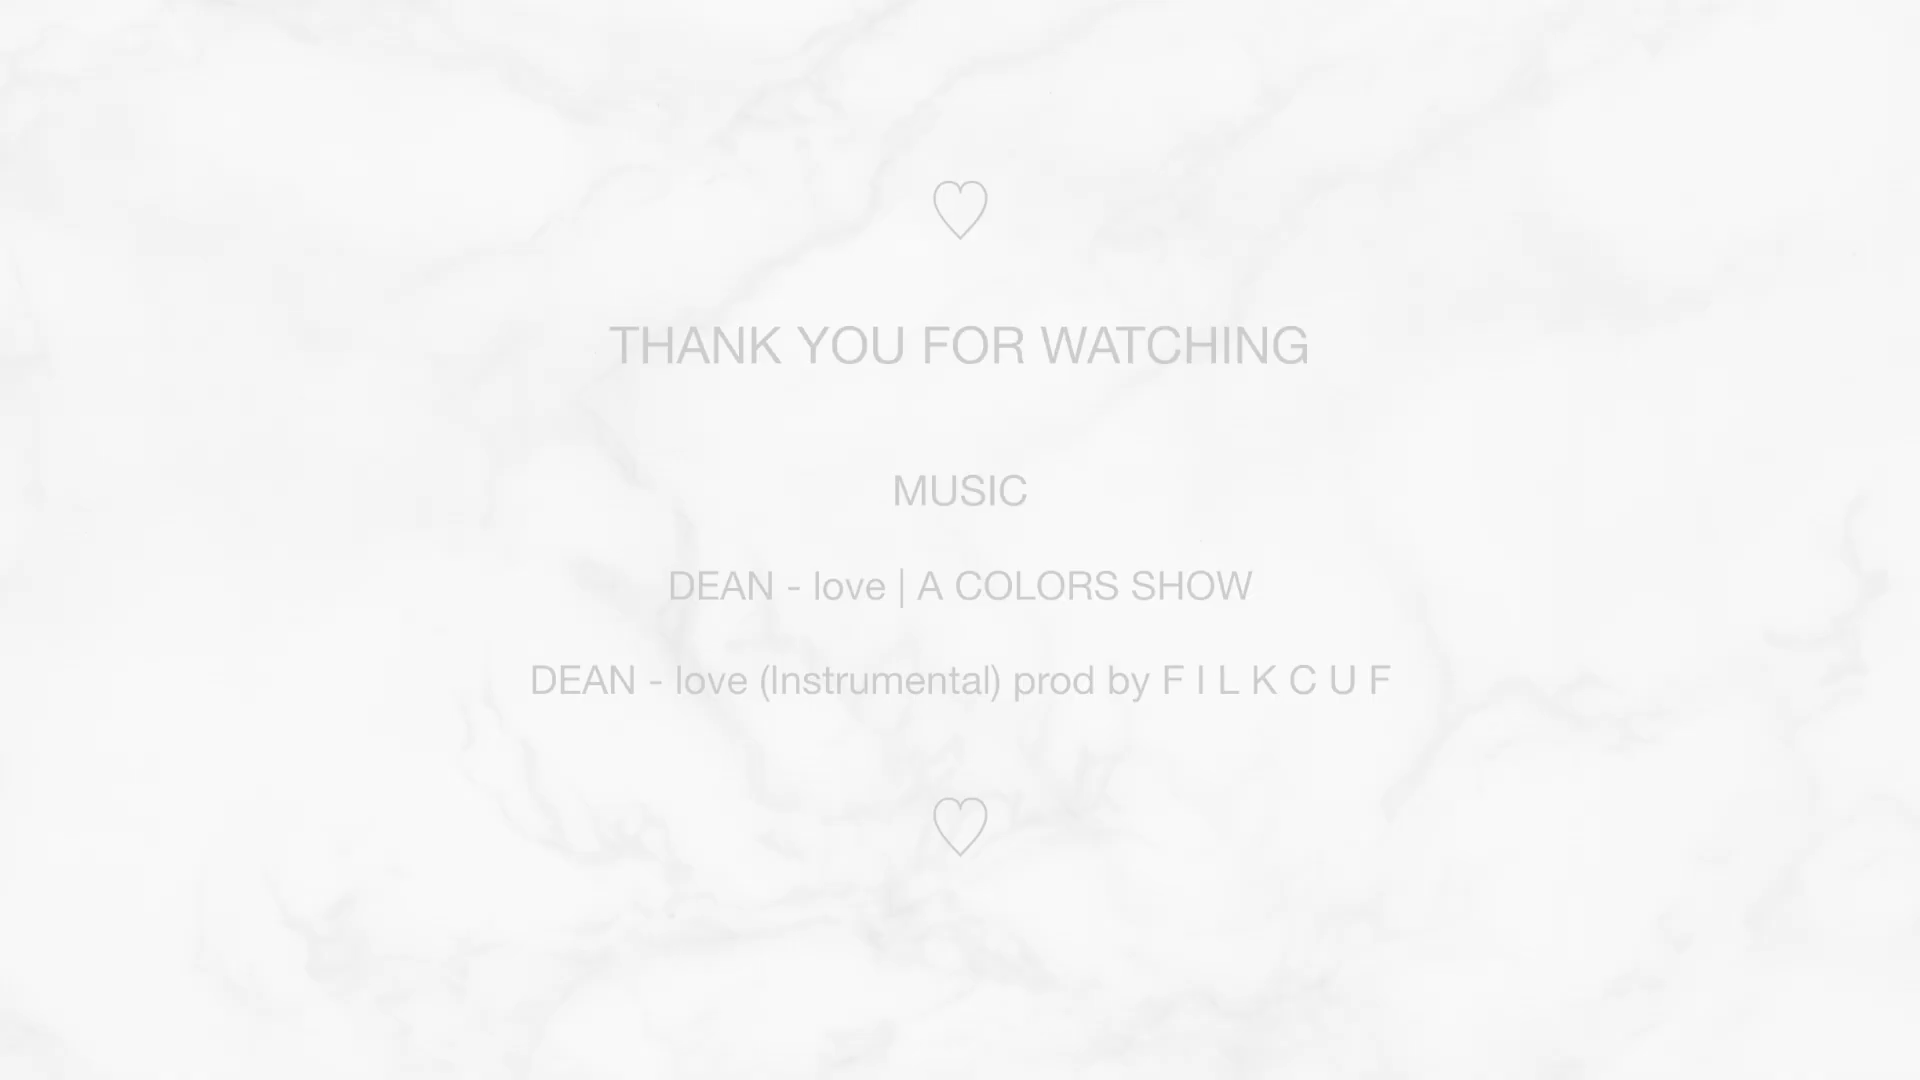 THANK YOU FOR WATCHING
MUSIC
DEAN - love | A COLORS SHOW
DEAN - love (Instrumental) prod by F I L K C U F